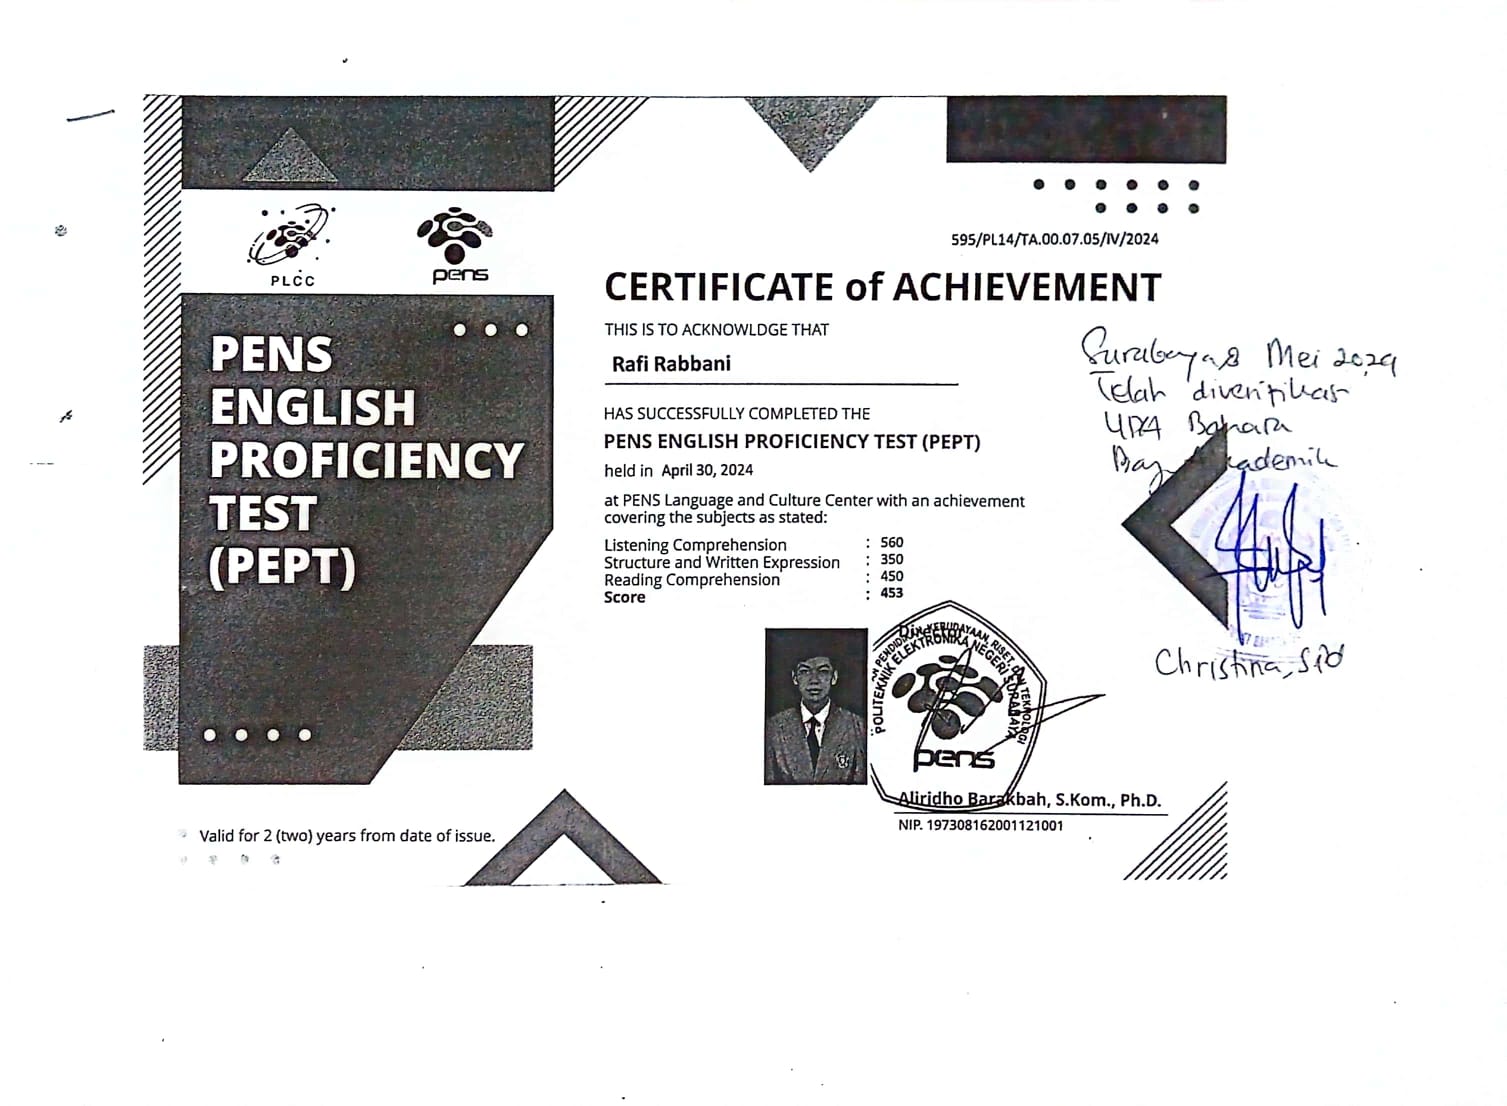 PLCC
pens
595/PL14/TA.00.07.05/IV/2024
PENS
ENGLISH
PROFICIENCY
TEST
(PEPT)
CERTIFICATE of ACHIEVEMENT
THIS IS TO ACKNOWLDGE THAT
Rafi Rabbani
HAS SUCCESSFULLY COMPLETED THE
PENS ENGLISH PROFICIENCY TEST (PEPT)
held in April 30, 2024
at PENS Language and Culture Center with an achievement
covering the subjects as stated:
Listening Comprehension : 560
Structure and Written Expression : 350
Reading Comprehension : 450
Score : 453
Surabaya 8 Mei 2024
Telah diverifikasi
UPA Bahasa
Bag Akademik
Christina, S.Pd
POLITEKNIK ELEKTRONIKA NEGERI SURABAYA
pens
Aliridho Barakbah, S.Kom., Ph.D.
NIP. 197308162001121001
Valid for 2 (two) years from date of issue.